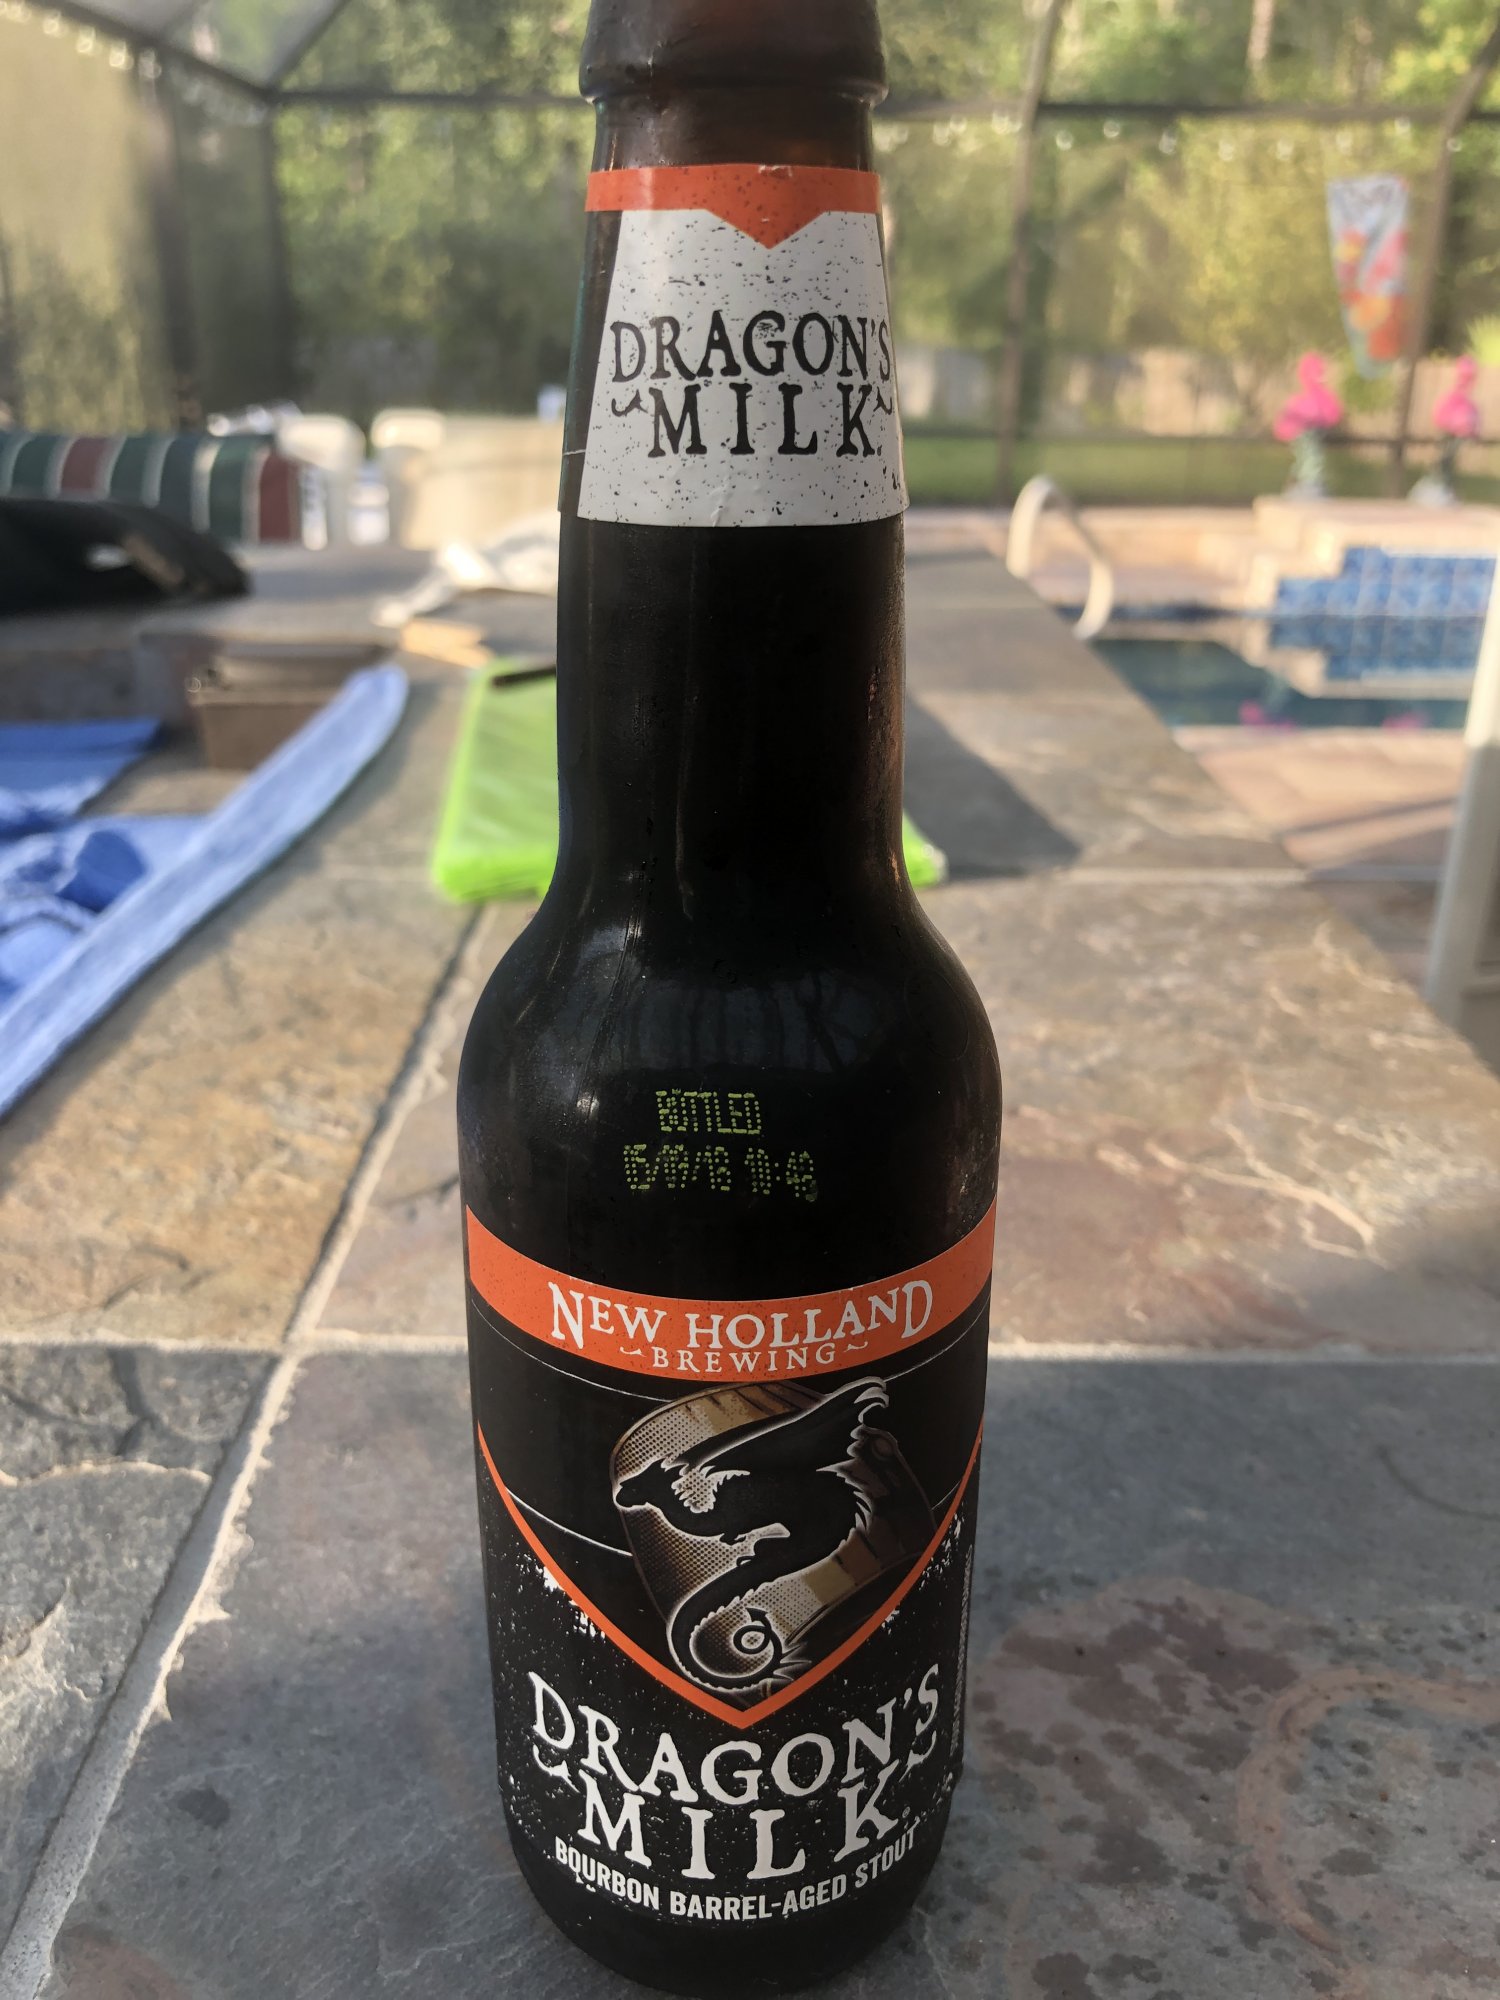 DRAGON'S
MILK
BOTTLED
NEW HOLLAND
BREWING
DRAGON'S
MILK
BOURBON BARREL-AGED STOUT